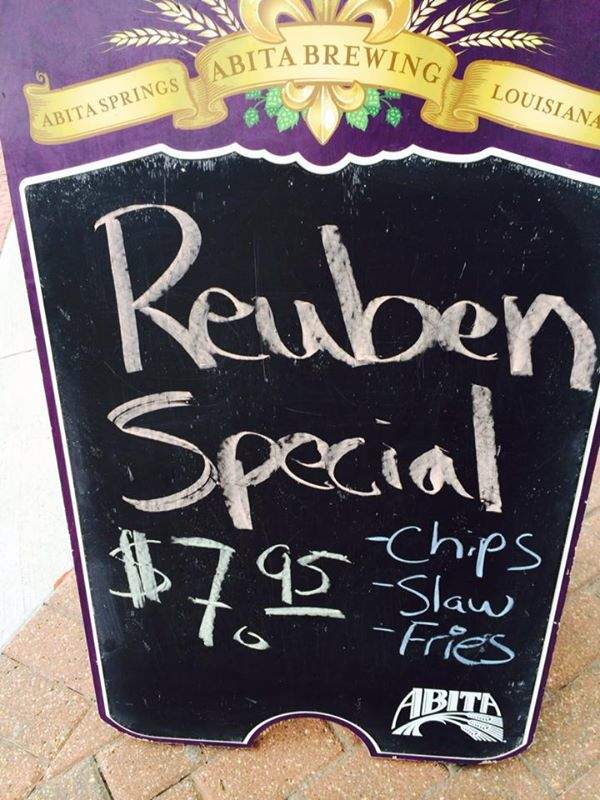 ABITA SPRINGS ABITA BREWING LOUISIANA
Reuben
Special
$7.95
-Chips
-Slaw
-Fries
ABITA